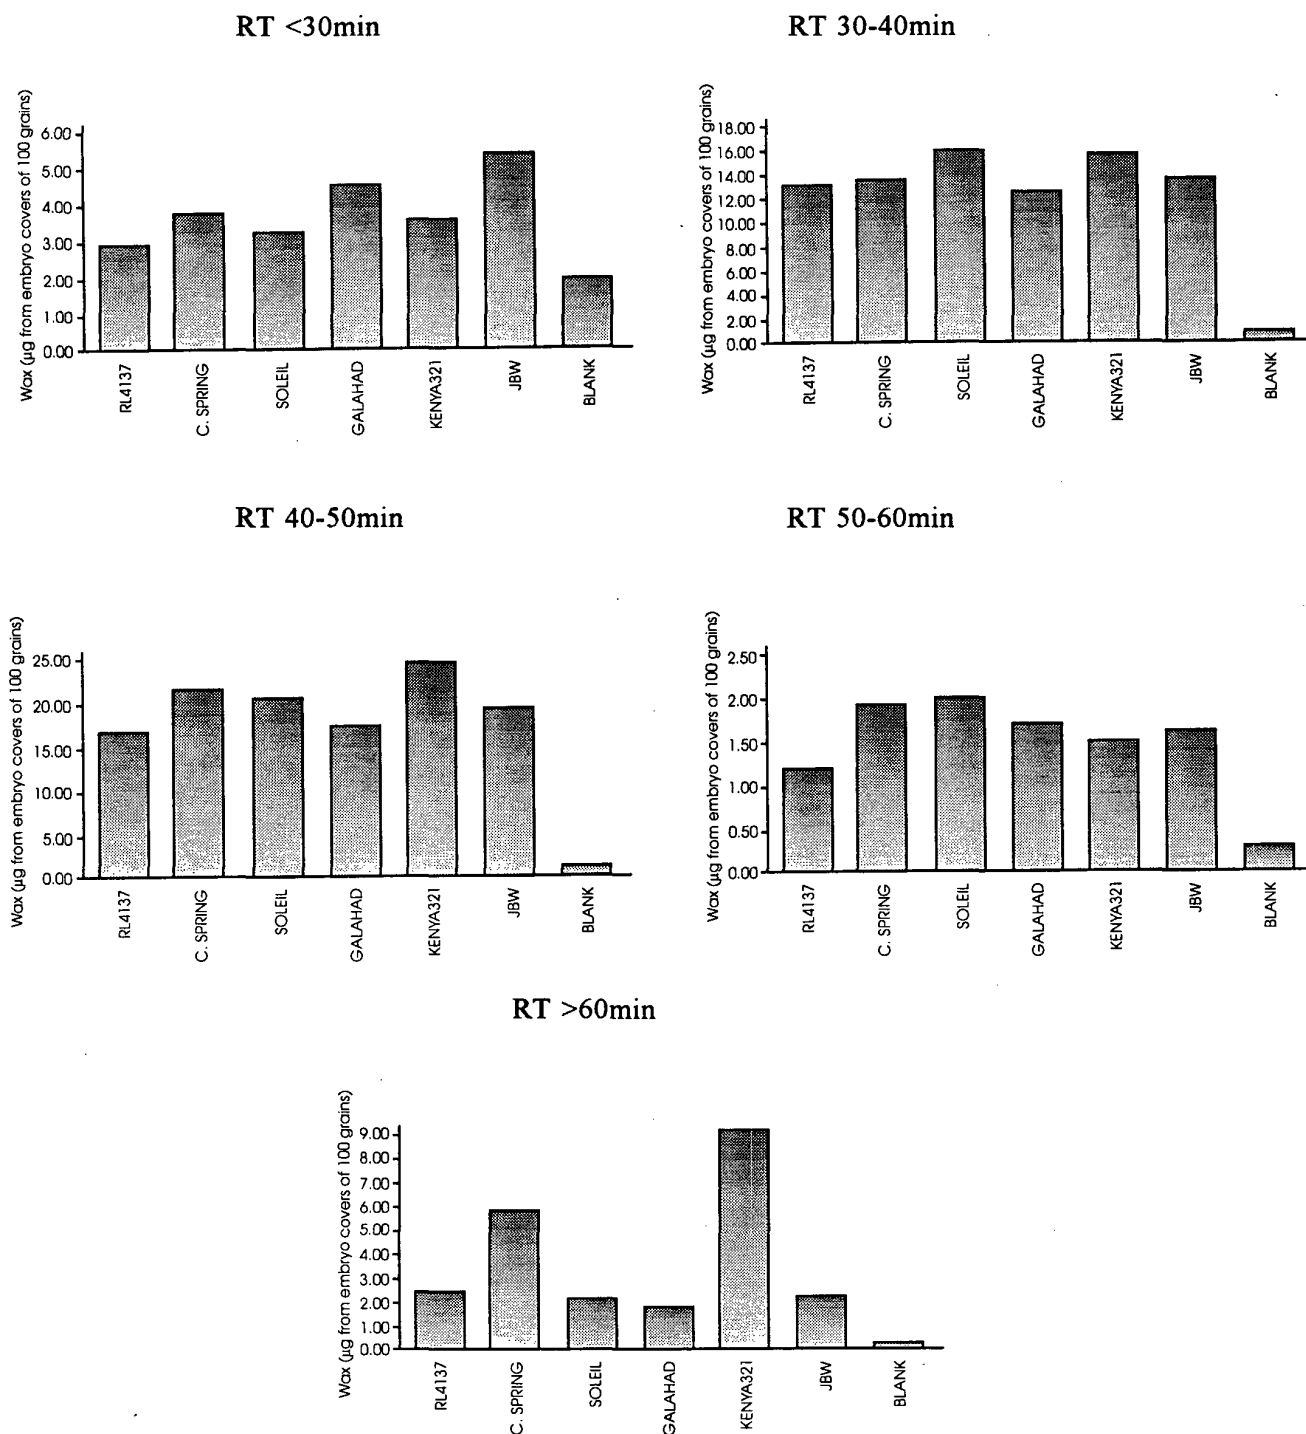 RT <30min
Wax (µg from embryo covers of 100 grains)
6.00
5.00
4.00
3.00
2.00
1.00
0.00
RL4137
C. SPRING
SOLEIL
GALAHAD
KENYA321
JBW
BLANK
RT 30-40min
Wax (µg from embryo covers of 100 grains)
18.00
16.00
14.00
12.00
10.00
8.00
6.00
4.00
2.00
0.00
RL4137
C. SPRING
SOLEIL
GALAHAD
KENYA321
JBW
BLANK
RT 40-50min
Wax (µg from embryo covers of 100 grains)
25.00
20.00
15.00
10.00
5.00
0.00
RL4137
C. SPRING
SOLEIL
GALAHAD
KENYA321
JBW
BLANK
RT 50-60min
Wax (µg from embryo covers of 100 grains)
2.50
2.00
1.50
1.00
0.50
0.00
RL4137
C. SPRING
SOLEIL
GALAHAD
KENYA321
JBW
BLANK
RT >60min
Wax (µg from embryo covers of 100 grains)
9.00
8.00
7.00
6.00
5.00
4.00
3.00
2.00
1.00
0.00
RL4137
C. SPRING
SOLEIL
GALAHAD
KENYA321
JBW
BLANK